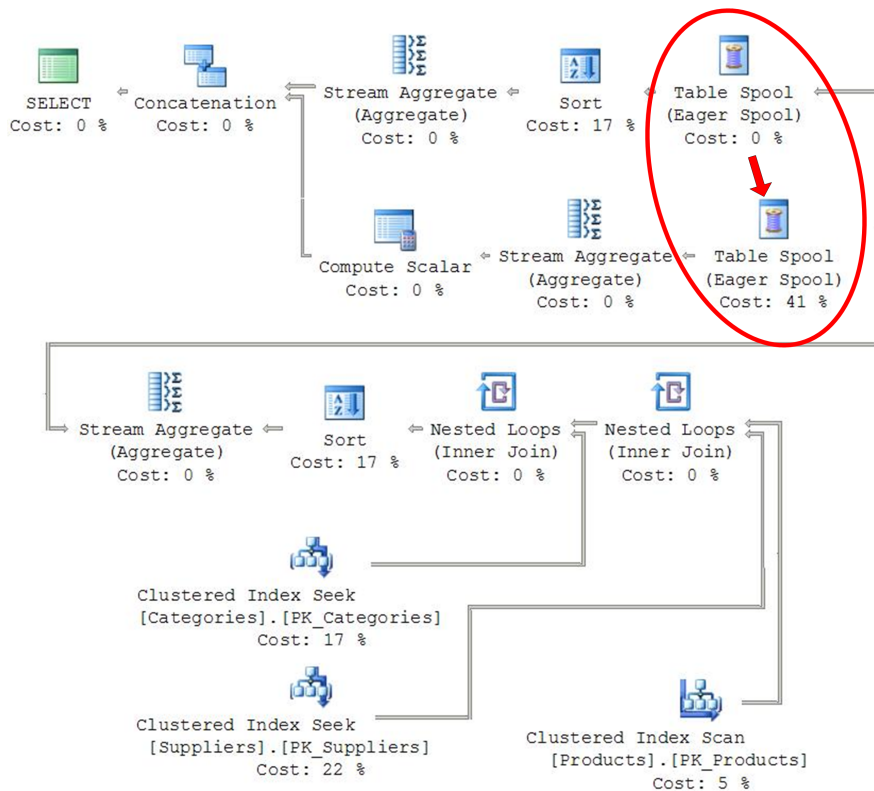 SELECT
Cost: 0 %
Concatenation
Cost: 0 %
Stream Aggregate
(Aggregate)
Cost: 0 %
Sort
Cost: 17 %
Table Spool
(Eager Spool)
Cost: 0 %
Compute Scalar
Cost: 0 %
Stream Aggregate
(Aggregate)
Cost: 0 %
Table Spool
(Eager Spool)
Cost: 41 %
Stream Aggregate
(Aggregate)
Cost: 0 %
Sort
Cost: 17 %
Nested Loops
(Inner Join)
Cost: 0 %
Nested Loops
(Inner Join)
Cost: 0 %
Clustered Index Seek
[Categories].[PK_Categories]
Cost: 17 %
Clustered Index Seek
[Suppliers].[PK_Suppliers]
Cost: 22 %
Clustered Index Scan
[Products].[PK_Products]
Cost: 5 %